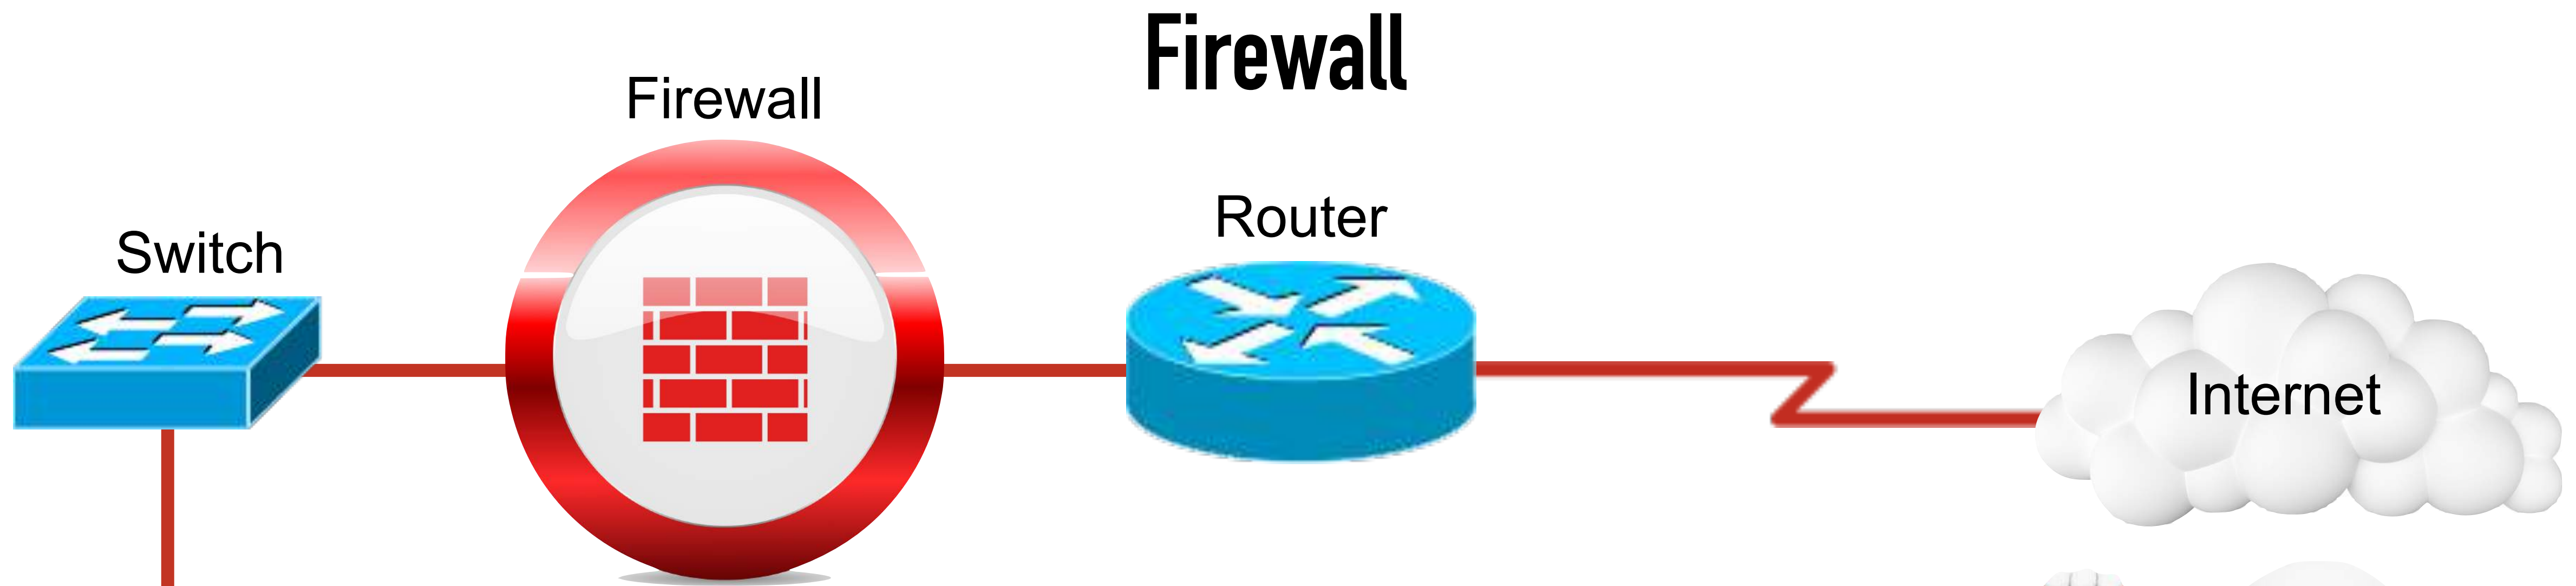 Firewall
Firewall
Router
Switch
Internet